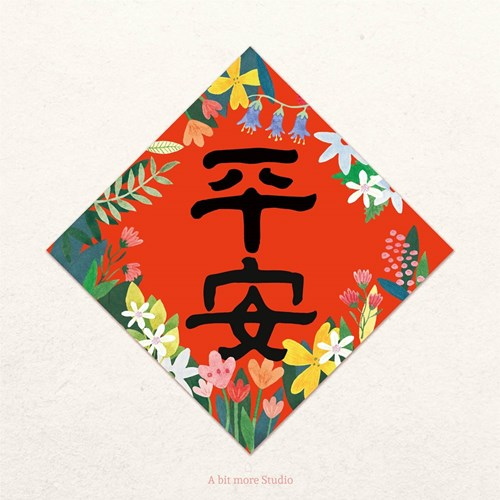 平
安
A bit more Studio